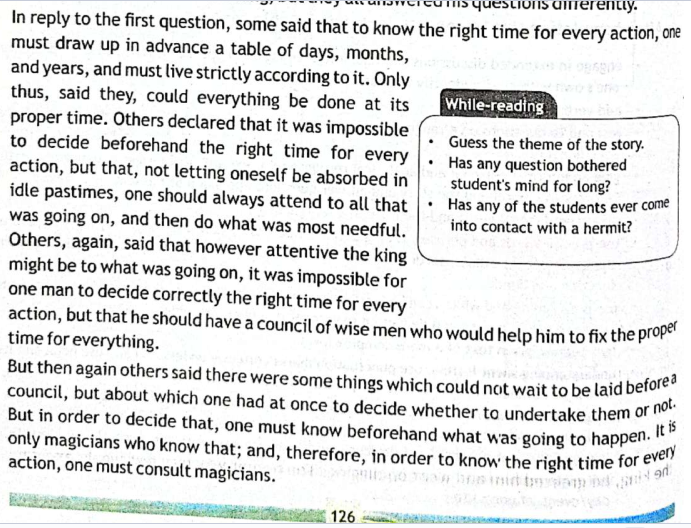 answered his questions differently.
In reply to the first question, some said that to know the right time for every action, one
must draw up in advance a table of days, months,
and years, and must live strictly according to it. Only
thus, said they, could everything be done at its
proper time. Others declared that it was impossible
to decide beforehand the right time for every
action, but that, not letting oneself be absorbed in
idle pastimes, one should always attend to all that
was going on, and then do what was most needful.
Others, again, said that however attentive the king
might be to what was going on, it was impossible for
one man to decide correctly the right time for every
action, but that he should have a council of wise men who would help him to fix the proper
time for everything.
While-reading
• Guess the theme of the story.
• Has any question bothered
student's mind for long?
• Has any of the students ever come
into contact with a hermit?
But then again others said there were some things which could not wait to be laid before a
council, but about which one had at once to decide whether to undertake them or not.
But in order to decide that, one must know beforehand what was going to happen. It is
only magicians who know that; and, therefore, in order to know the right time for every
action, one must consult magicians.
126